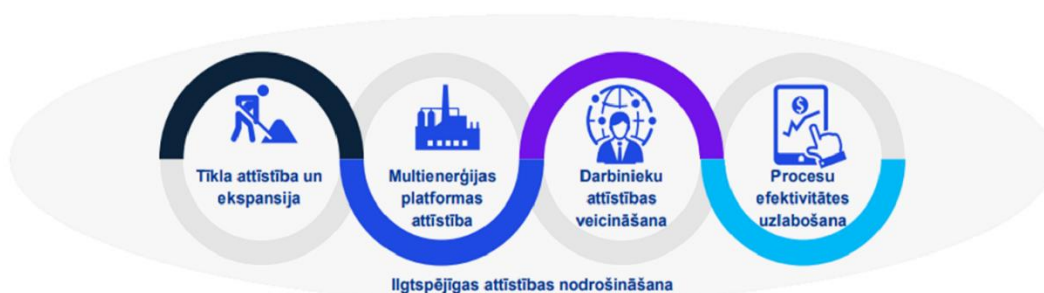 Tīkla attīstība un
ekspansija
Multienerģijas
platformas
attīstība
Darbinieku
attīstības
veicināšana
$
Procesu
efektivitātes
uzlabošana
Ilgtspējīgas attīstības nodrošināšana